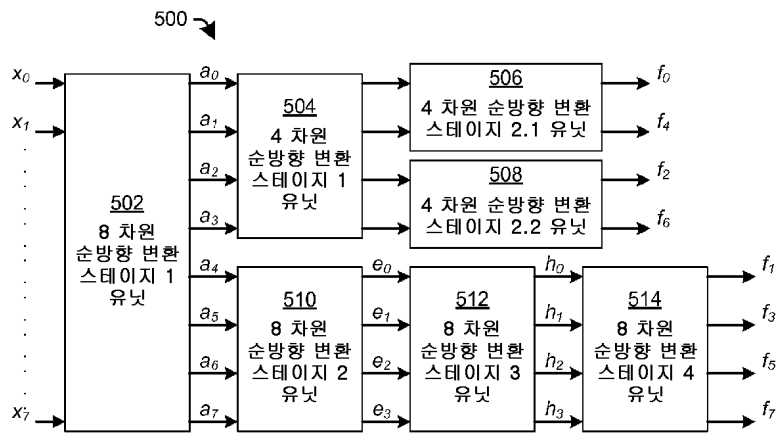 500
x0
x1
x7
502
8 차원
순방향 변환
스테이지 1
유닛
a0
a1
a2
a3
a4
a5
a6
a7
504
4 차원
순방향 변환
스테이지 1
유닛
506
4 차원 순방향 변환
스테이지 2.1 유닛
508
4 차원 순방향 변환
스테이지 2.2 유닛
f0
f4
f2
f6
510
8 차원
순방향 변환
스테이지 2
유닛
e0
e1
e2
e3
512
8 차원
순방향 변환
스테이지 3
유닛
h0
h1
h2
h3
514
8 차원
순방향 변환
스테이지 4
유닛
f1
f3
f5
f7